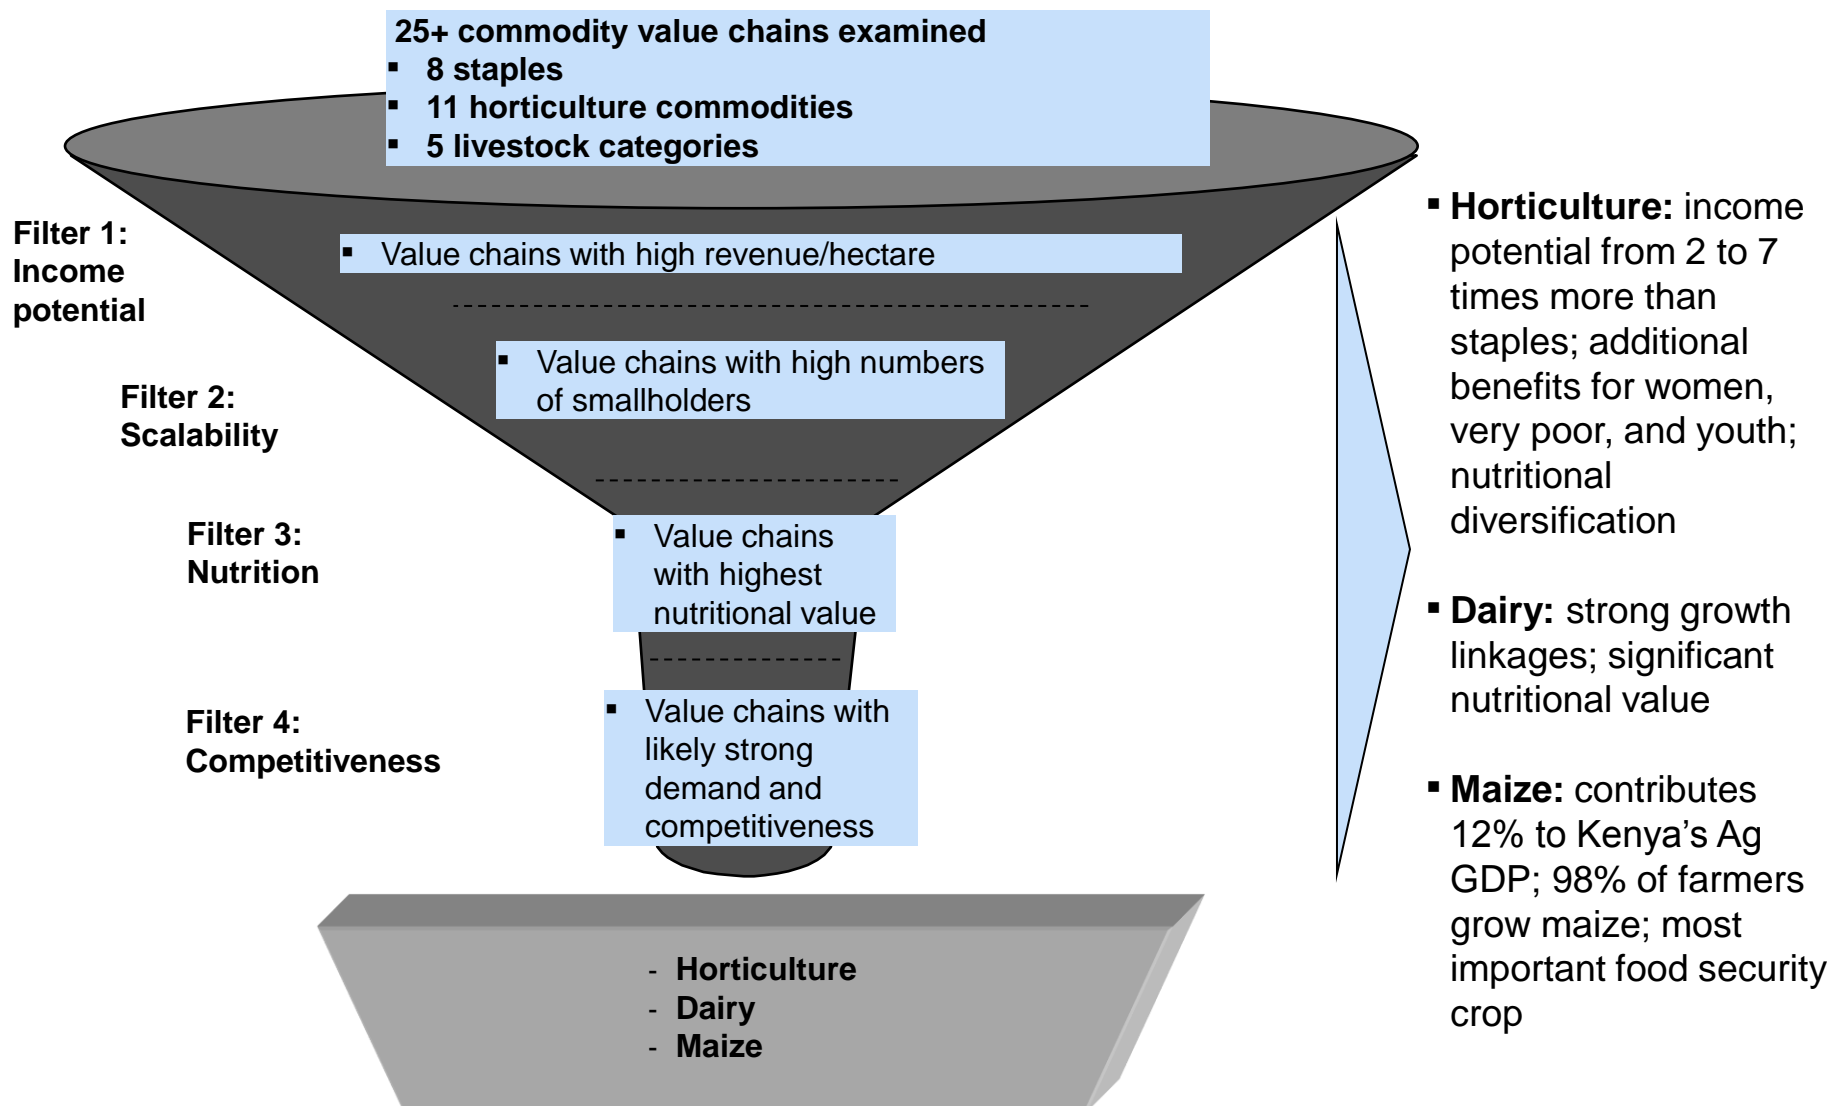 25+ commodity value chains examined
▪ 8 staples
▪ 11 horticulture commodities
▪ 5 livestock categories
Filter 1:
Income
potential
▪ Value chains with high revenue/hectare
Filter 2:
Scalability
▪ Value chains with high numbers
of smallholders
Filter 3:
Nutrition
▪ Value chains
with highest
nutritional value
Filter 4:
Competitiveness
▪ Value chains with
likely strong
demand and
competitiveness
- Horticulture
- Dairy
- Maize
▪ Horticulture: income
potential from 2 to 7
times more than
staples; additional
benefits for women,
very poor, and youth;
nutritional
diversification
▪ Dairy: strong growth
linkages; significant
nutritional value
▪ Maize: contributes
12% to Kenya’s Ag
GDP; 98% of farmers
grow maize; most
important food security
crop